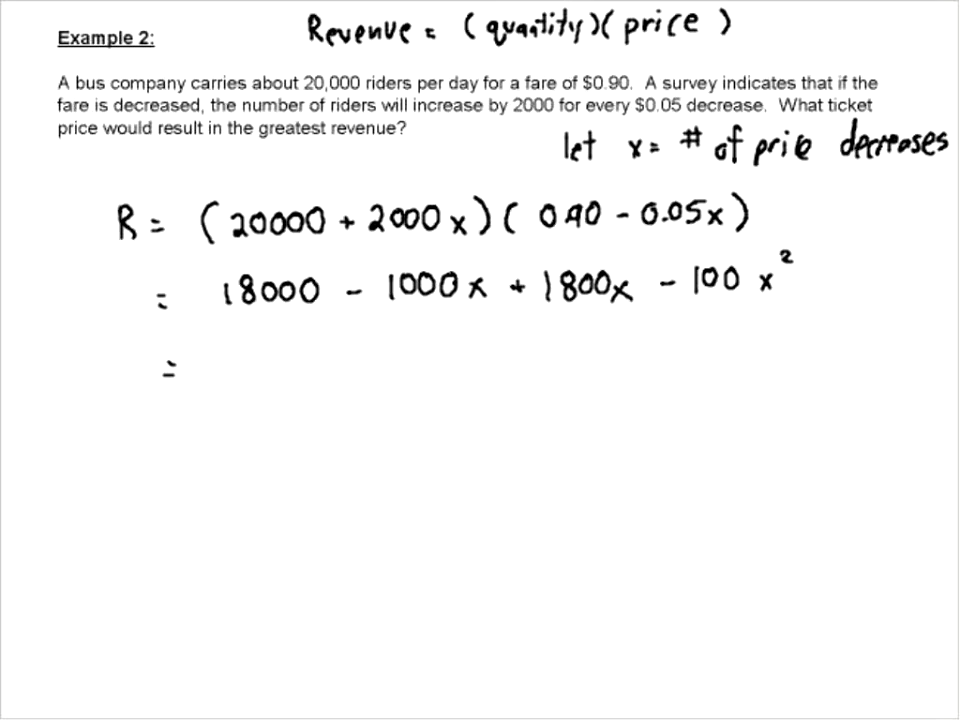 Revenue = (quantity)(price)
Example 2:
A bus company carries about 20,000 riders per day for a fare of $0.90. A survey indicates that if the
fare is decreased, the number of riders will increase by 2000 for every $0.05 decrease. What ticket
price would result in the greatest revenue?
let x = # of price decreases
R = (20000 + 2000x)(0.90 - 0.05x)
= 18000 - 1000x + 1800x - 100x²
=